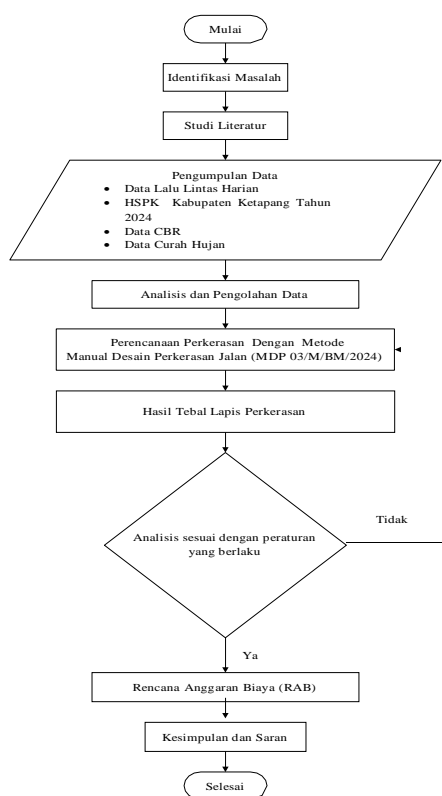 Mulai
Identifikasi Masalah
Studi Literatur
Pengumpulan Data
• Data Lalu Lintas Harian
• HSPK Kabupaten Ketapang Tahun
2024
• Data CBR
• Data Curah Hujan
Analisis dan Pengolahan Data
Perencanaan Perkerasan Dengan Metode
Manual Desain Perkerasan Jalan (MDP 03/M/BM/2024)
Hasil Tebal Lapis Perkerasan
Analisis sesuai dengan peraturan
yang berlaku
Tidak
Ya
Rencana Anggaran Biaya (RAB)
Kesimpulan dan Saran
Selesai